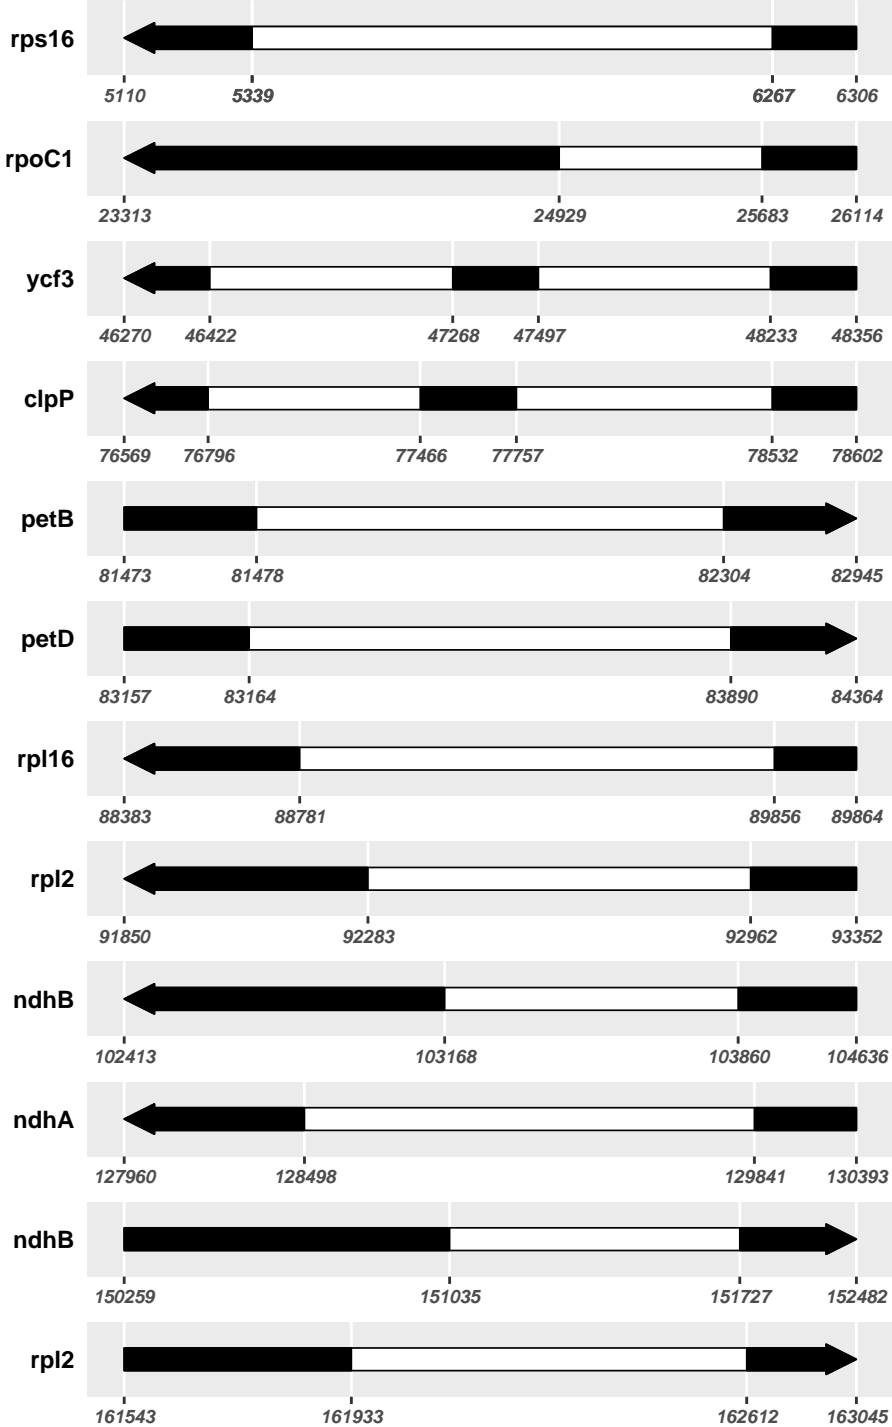 rps16
5110 5339 6267 6306
rpoC1
23313 24929 25683 26114
ycf3
46270 46422 47268 47497 48233 48356
clpP
76569 76796 77466 77757 78532 78602
petB
81473 81478 82304 82945
petD
83157 83164 83890 84364
rpl16
88383 88781 89856 89864
rpl2
91850 92283 92962 93352
ndhB
102413 103168 103860 104636
ndhA
127960 128498 129841 130393
ndhB
150259 151035 151727 152482
rpl2
161543 161933 162612 163045